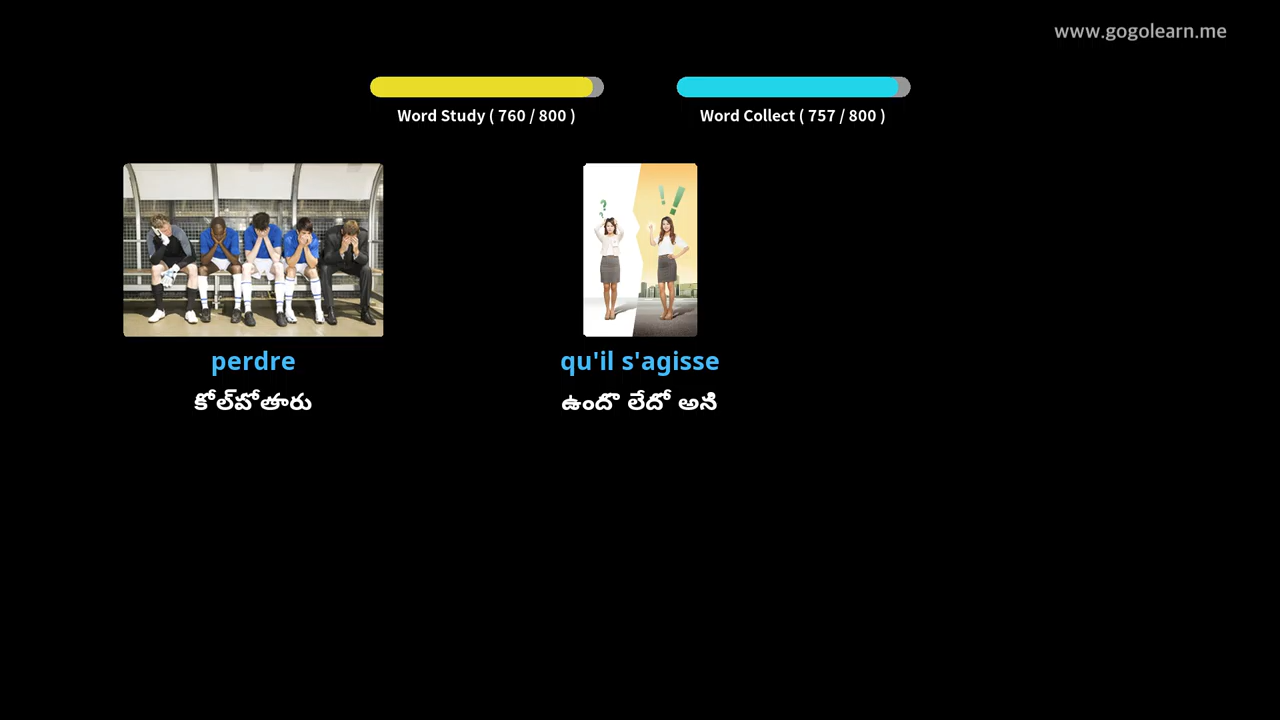 www.gogolearn.me
Word Study ( 760 / 800 )
Word Collect ( 757 / 800 )
perdre
కోల్పోతారు
qu'il s'agisse
ఉందొ లేదో అని